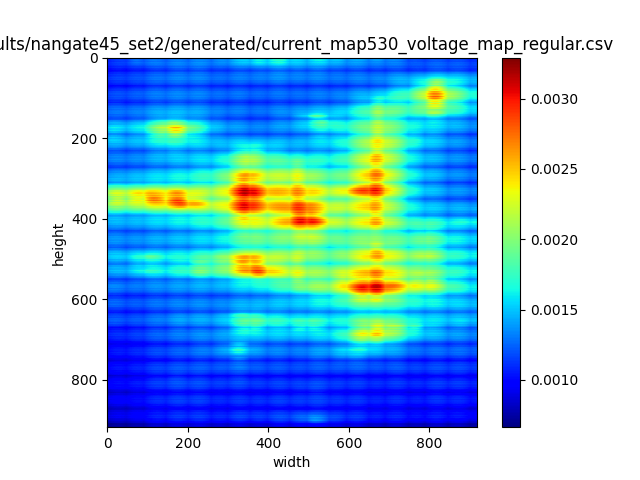 ults/nangate45_set2/generated/current_map530_voltage_map_regular.csv
0
200
400
600
800
height
0 200 400 600 800
width
0.0030
0.0025
0.0020
0.0015
0.0010